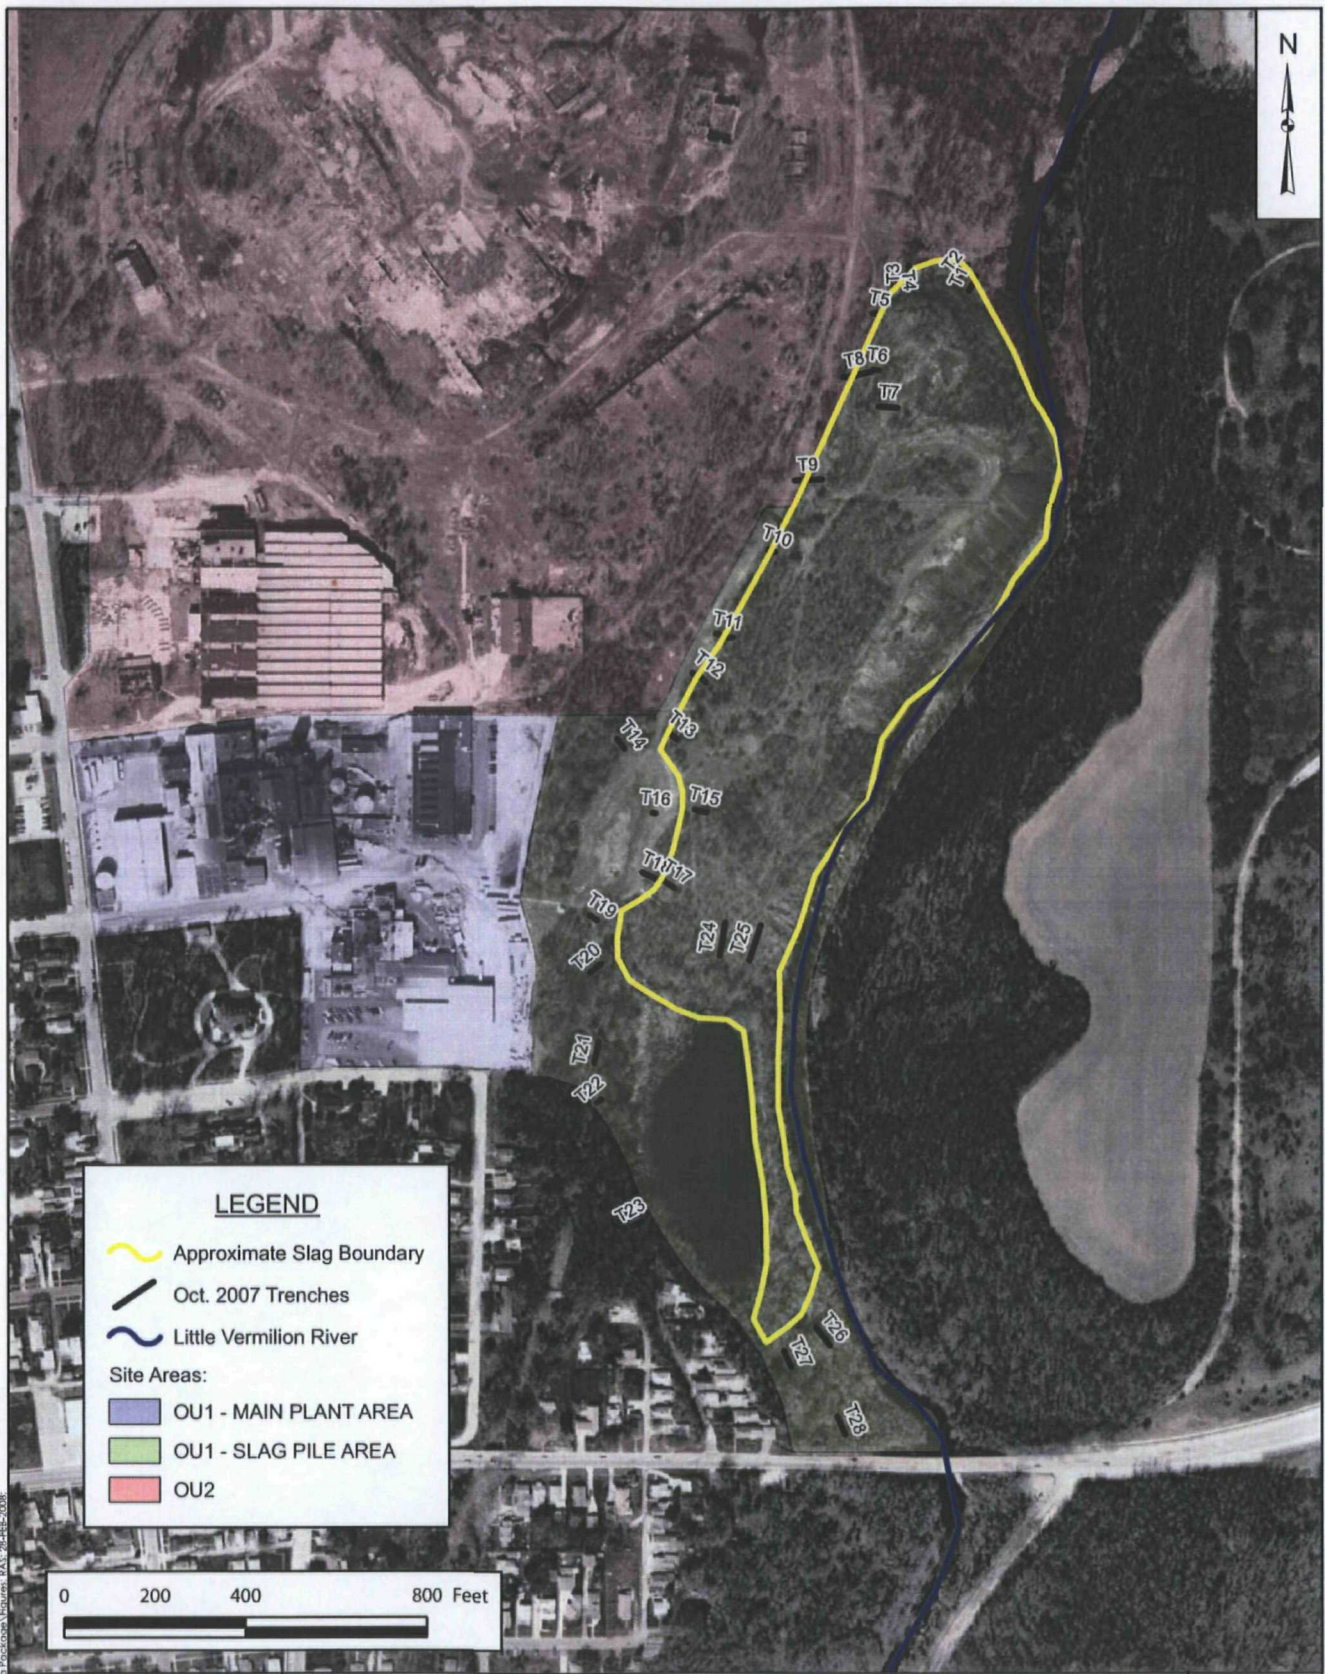 N
T2
T1
T3
T4
T5
T8 T6
T7
T9
T10
T11
T12
T13
T14
T16 T15
T18 T17
T19
T20
T24 T25
T21
T22
T23
T26
T27
T28
LEGEND
Approximate Slag Boundary
Oct. 2007 Trenches
Little Vermilion River
Site Areas:
OU1 - MAIN PLANT AREA
OU1 - SLAG PILE AREA
OU2
0 200 400 800 Feet